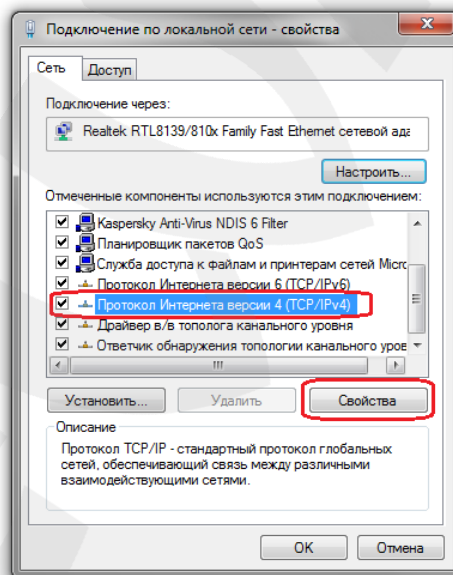 Подключение по локальной сети - свойства
Сеть Доступ
Подключение через:
Realtek RTL8139/810x Family Fast Ethernet сетевой ада
Настроить...
Отмеченные компоненты используются этим подключением:
Kaspersky Anti-Virus NDIS 6 Filter
Планировщик пакетов QoS
Служба доступа к файлам и принтерам сетей Micro
Протокол Интернета версии 6 (TCP/IPv6)
Протокол Интернета версии 4 (TCP/IPv4)
Драйвер в/в тополога канального уровня
Ответчик обнаружения топологии канального уров
Установить... Удалить Свойства
Описание
Протокол TCP/IP - стандартный протокол глобальных
сетей, обеспечивающий связь между различными
взаимодействующими сетями.
OK Отмена